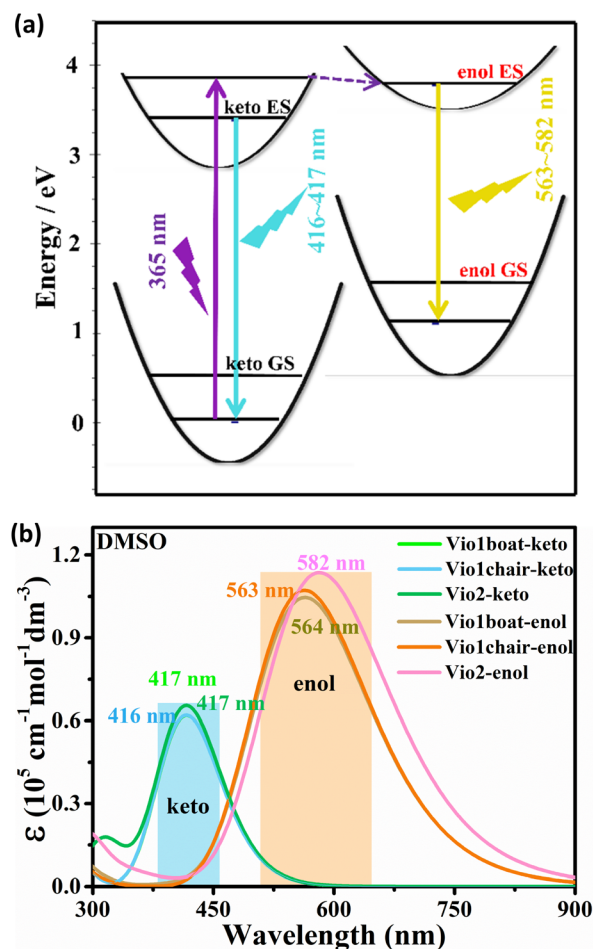 (a)
4
3
2
1
0
Energy / eV
keto ES
enol ES
365 nm
416~417 nm
563~582 nm
enol GS
keto GS
(b)
DMSO
1.2
0.9
0.6
0.3
0.0
ε (10⁵ cm⁻¹mol⁻¹dm⁻³)
582 nm
563 nm
564 nm
enol
417 nm
416 nm
417 nm
keto
Vio1boat-keto
Vio1chair-keto
Vio2-keto
Vio1boat-enol
Vio1chair-enol
Vio2-enol
300 450 600 750 900
Wavelength (nm)